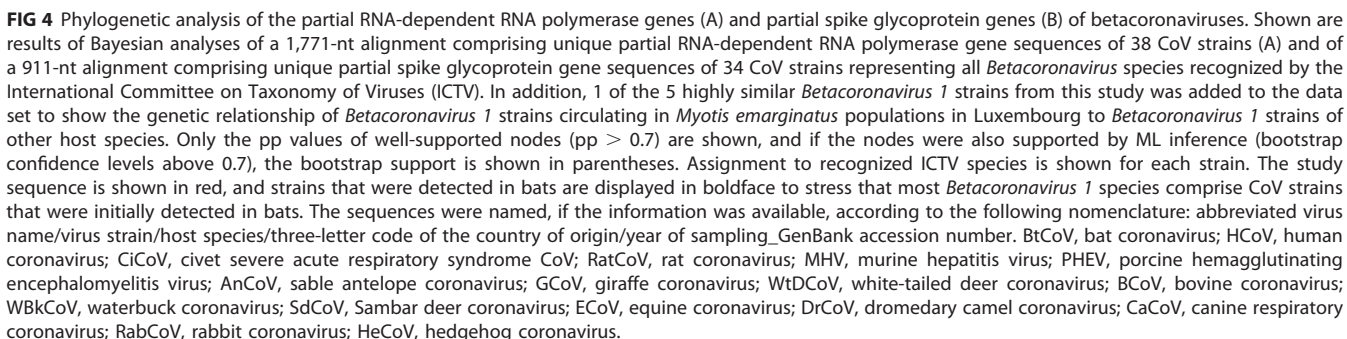 FIG 4 Phylogenetic analysis of the partial RNA-dependent RNA polymerase genes (A) and partial spike glycoprotein genes (B) of betacoronaviruses. Shown are
results of Bayesian analyses of a 1,771-nt alignment comprising unique partial RNA-dependent RNA polymerase gene sequences of 38 CoV strains (A) and of
a 911-nt alignment comprising unique partial spike glycoprotein gene sequences of 34 CoV strains representing all Betacoronavirus species recognized by the
International Committee on Taxonomy of Viruses (ICTV). In addition, 1 of the 5 highly similar Betacoronavirus 1 strains from this study was added to the data
set to show the genetic relationship of Betacoronavirus 1 strains circulating in Myotis emarginatus populations in Luxembourg to Betacoronavirus 1 strains of
other host species. Only the pp values of well-supported nodes (pp > 0.7) are shown, and if the nodes were also supported by ML inference (bootstrap
confidence levels above 0.7), the bootstrap support is shown in parentheses. Assignment to recognized ICTV species is shown for each strain. The study
sequence is shown in red, and strains that were detected in bats are displayed in boldface to stress that most Betacoronavirus 1 species comprise CoV strains
that were initially detected in bats. The sequences were named, if the information was available, according to the following nomenclature: abbreviated virus
name/virus strain/host species/three-letter code of the country of origin/year of sampling_GenBank accession number. BtCoV, bat coronavirus; HCoV, human
coronavirus; CiCoV, civet severe acute respiratory syndrome CoV; RatCoV, rat coronavirus; MHV, murine hepatitis virus; PHEV, porcine hemagglutinating
encephalomyelitis virus; AnCoV, sable antelope coronavirus; GCoV, giraffe coronavirus; WtDCoV, white-tailed deer coronavirus; BCoV, bovine coronavirus;
WBkCoV, waterbuck coronavirus; SdCoV, Sambar deer coronavirus; ECoV, equine coronavirus; DrCoV, dromedary camel coronavirus; CaCoV, canine respiratory
coronavirus; RabCoV, rabbit coronavirus; HeCoV, hedgehog coronavirus.